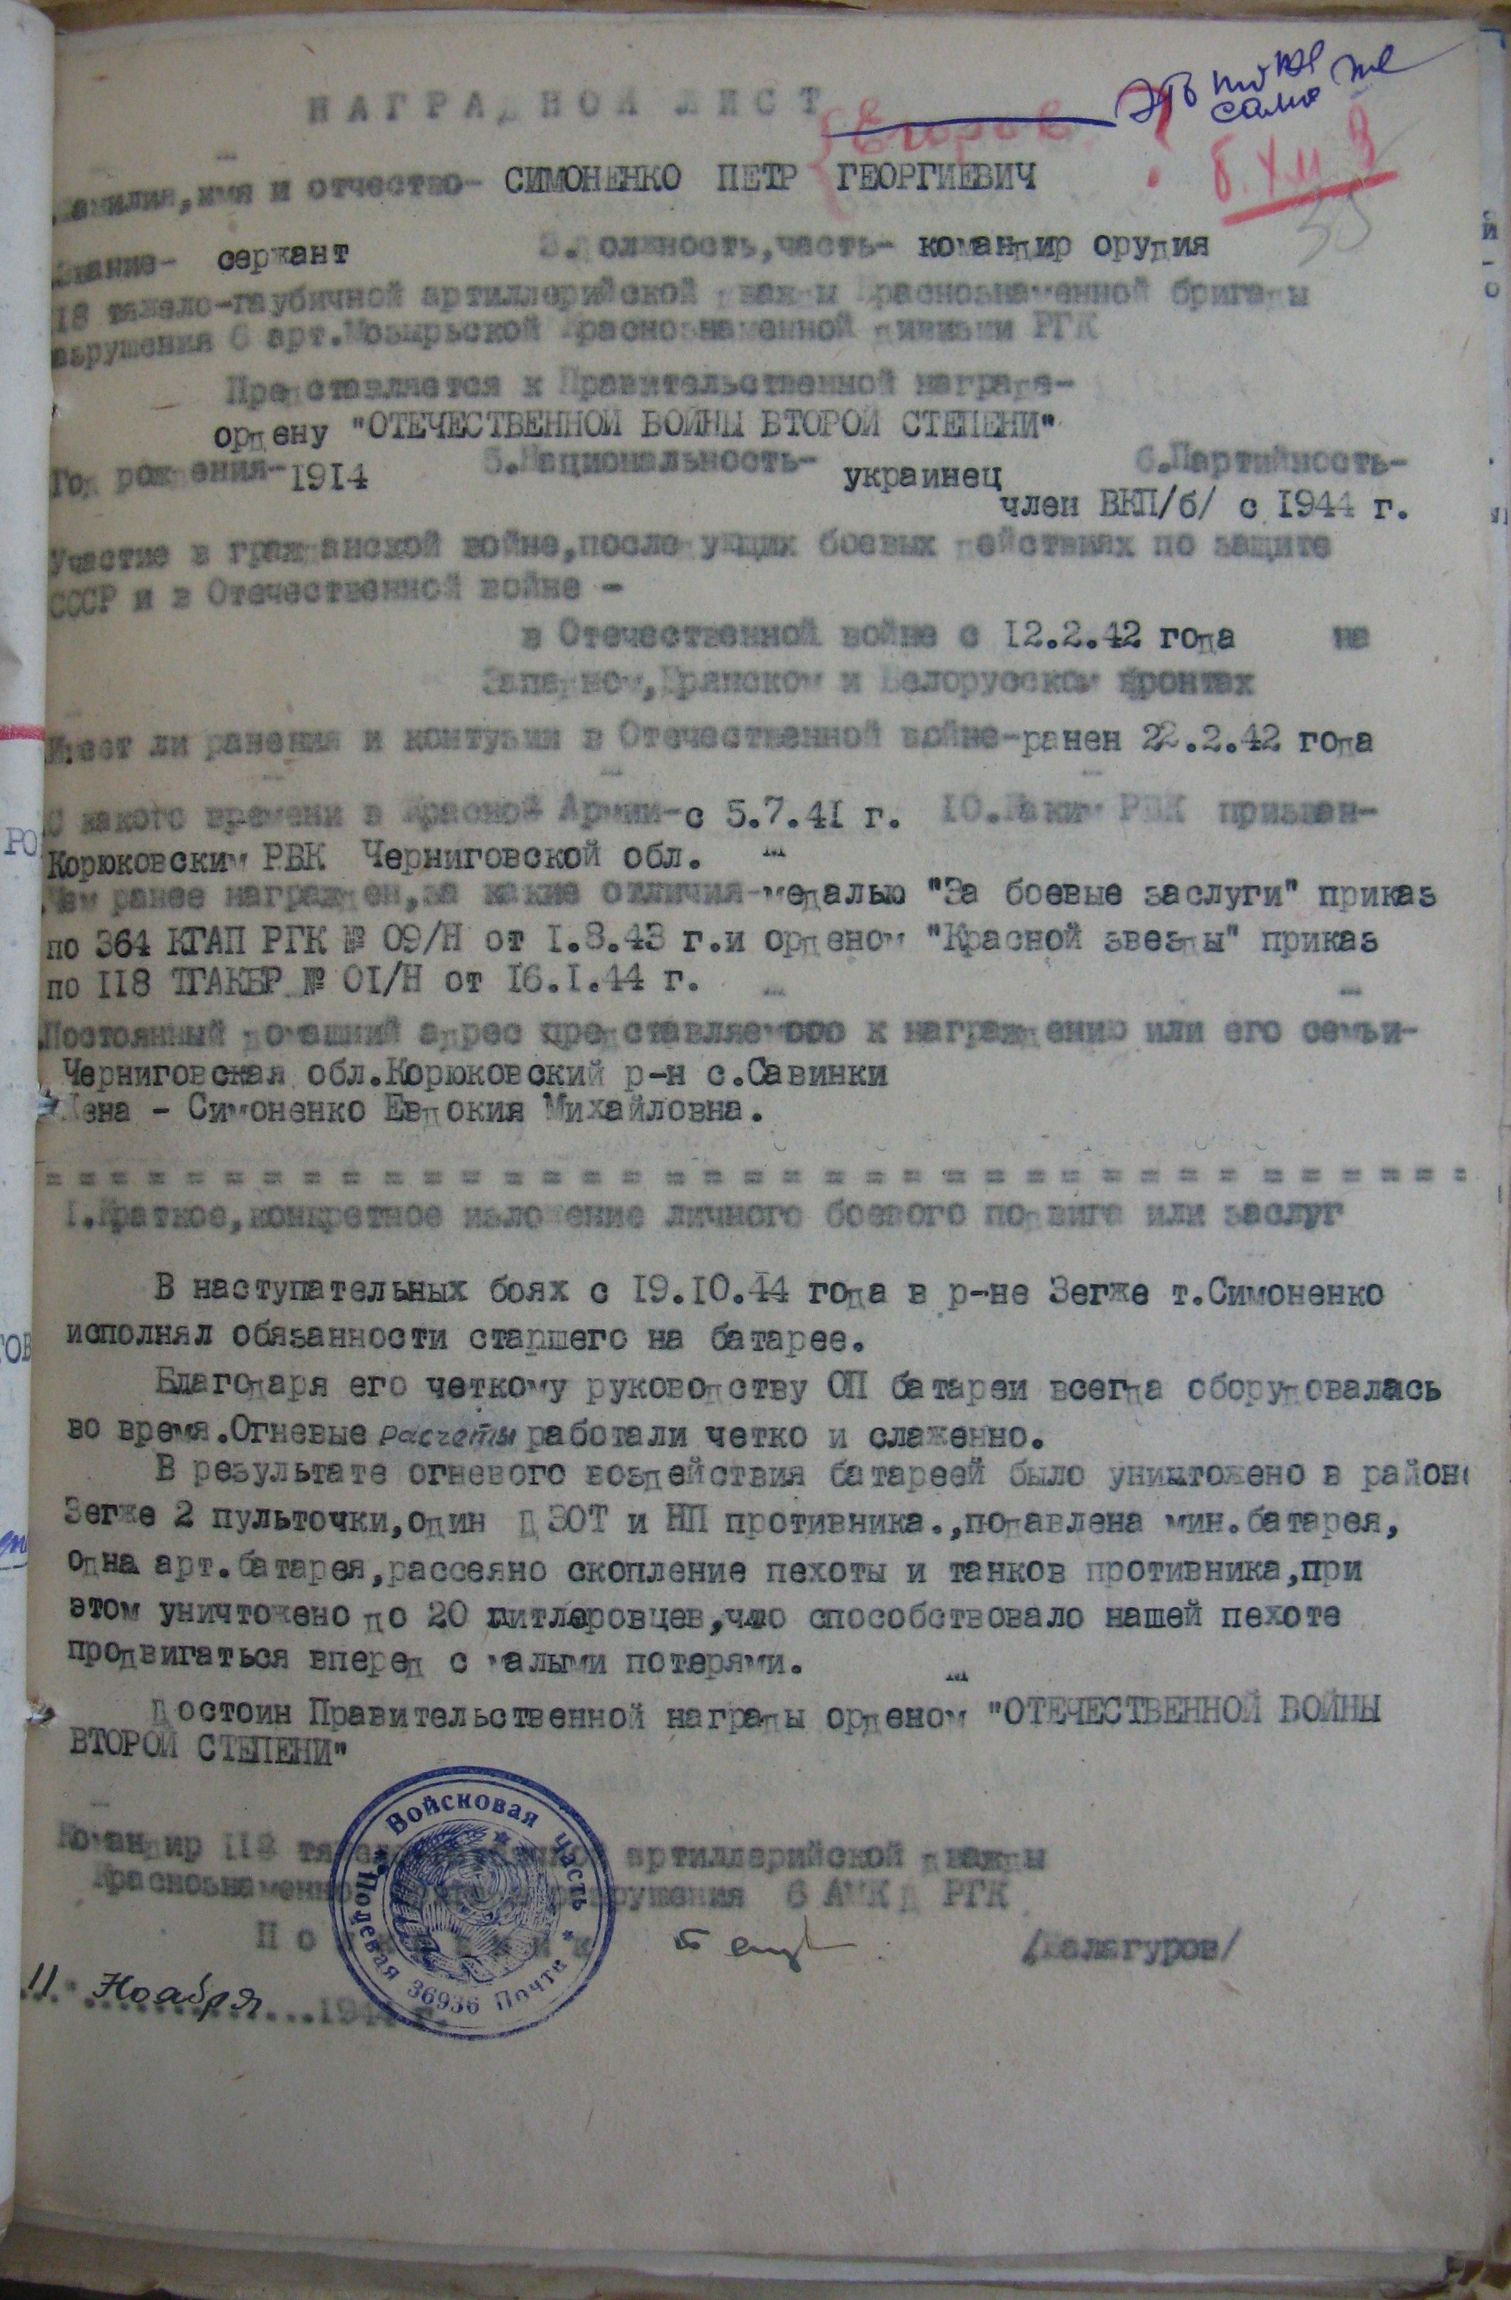 НАГРАДНОЙ ЛИСТ
это то же
само же
Егоров
Фамилия,имя и отчество- СИМОНЕНКО ПЕТР ГЕОРГИЕВИЧ
Звание- сержант 3.Должность,часть- командир орудия
118 тяжело-гаубичной артиллерийской дважды Краснознаменной бригады
разрушения 6 арт.Мозырьской Краснознаменной дивизии РГК
Представляется к Правительственной награде-
ордену "ОТЕЧЕСТВЕННОЙ ВОЙНЫ ВТОРОЙ СТЕПЕНИ"
Год рождения-1914 5.Национальность- украинец 6.Партийность-
член ВКП/б/ с 1944 г.
Участие в гражданской войне,последующих боевых действиях по защите
СССР и в Отечественной войне -
в Отечественной войне с 12.2.42 года на
Западном,Брянском и Белорусском фронтах
Имеет ли ранения и контузии в Отечественной войне-ранен 22.2.42 года
С какого времени в Красной Армии-с 5.7.41 г. 10.Каким РВК призван-
Корюковским РВК Черниговской обл.
Чем ранее награжден,за какие отличия-медалью "За боевые заслуги" приказ
по 364 КГАП РГК № 09/Н от 1.8.43 г.и орденом "Красной звезды" приказ
по 118 ТГАКБР № 01/Н от 16.1.44 г.
Постоянный домашний адрес представляемого к награждению или его семьи-
Черниговская обл.Корюковский р-н с.Савинки
Жена - Симоненко Евдокия Михайловна.
= = = = = = = = = = = = = = = = = = = = = = = = = = = = = = = = = = = =
1.Краткое,конкретное изложение личного боевого подвига или заслуг
В наступательных боях с 19.10.44 года в р-не Зегже т.Симоненко
исполнял обязанности старшего на батарее.
Благодаря его четкому руководству ОП батареи всегда оборудовалась
во время.Огневые расчеты работали четко и слаженно.
В результате огневого воздействия батареей было уничтожено в районе
Зегже 2 пульточки,один ДЗОТ и НП противника.,подавлена мин.батарея,
одна арт.батарея,рассеяно скопление пехоты и танков противника,при
этом уничтожено до 20 гитлеровцев,что способствовало нашей пехоте
продвигаться вперед с малыми потерями.
Достоин Правительственной награды орденом "ОТЕЧЕСТВЕННОЙ ВОЙНЫ
ВТОРОЙ СТЕПЕНИ"
Командир 118 артиллерийской дважды
Краснознаменной разрушения 6 АМКД РГК
/Балагуров/
Войсковая часть
Полевая 36936 Почта
11 Ноября 1944 г.